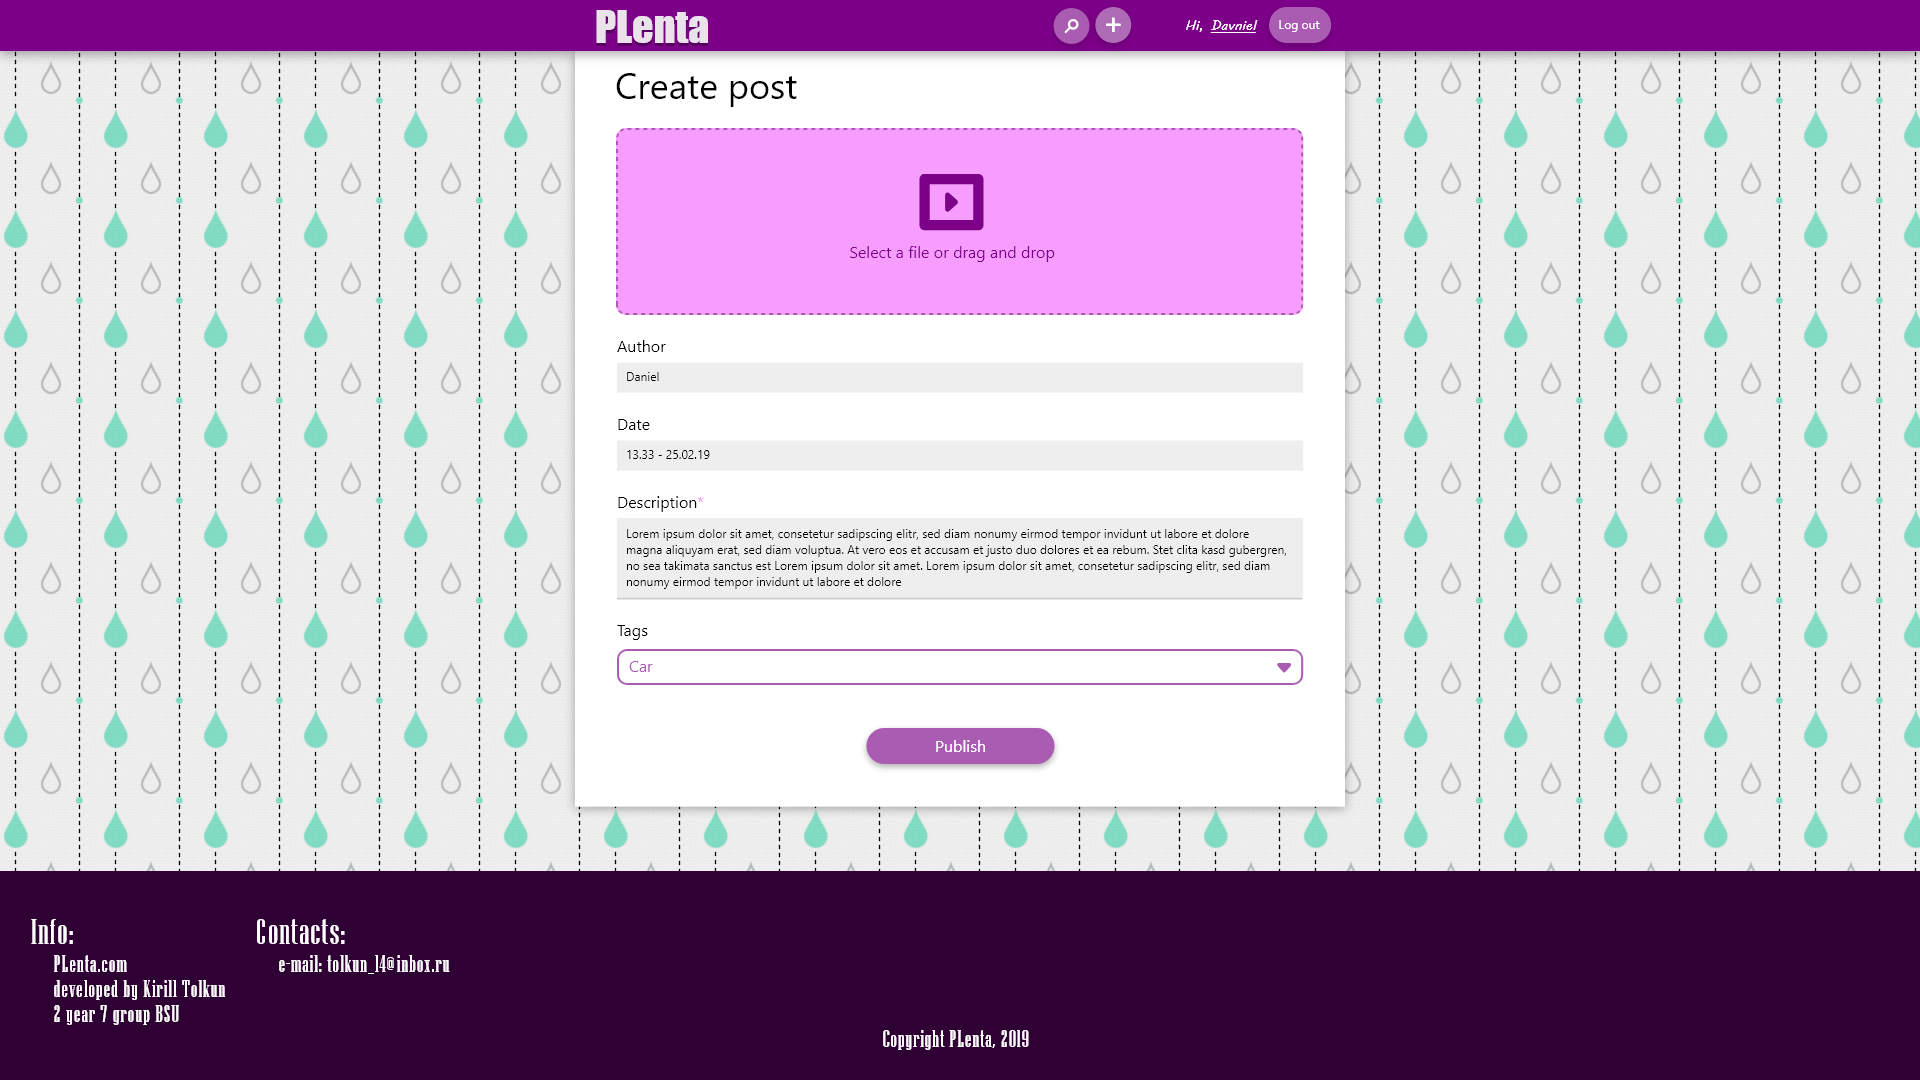 PLenta
Hi, Davniel
Log out
Create post
Select a file or drag and drop
Author
Daniel
Date
13.33 - 25.02.19
Description*
Lorem ipsum dolor sit amet, consetetur sadipscing elitr, sed diam nonumy eirmod tempor invidunt ut labore et dolore
magna aliquyam erat, sed diam voluptua. At vero eos et accusam et justo duo dolores et ea rebum. Stet clita kasd gubergren,
no sea takimata sanctus est Lorem ipsum dolor sit amet. Lorem ipsum dolor sit amet, consetetur sadipscing elitr, sed diam
nonumy eirmod tempor invidunt ut labore et dolore
Tags
Car
Publish
Info:
PLenta.com
developed by Kirill Tolkun
2 year 7 group BSU
Contacts:
e-mail: tolkun_14@inbox.ru
Copyright PLenta, 2019